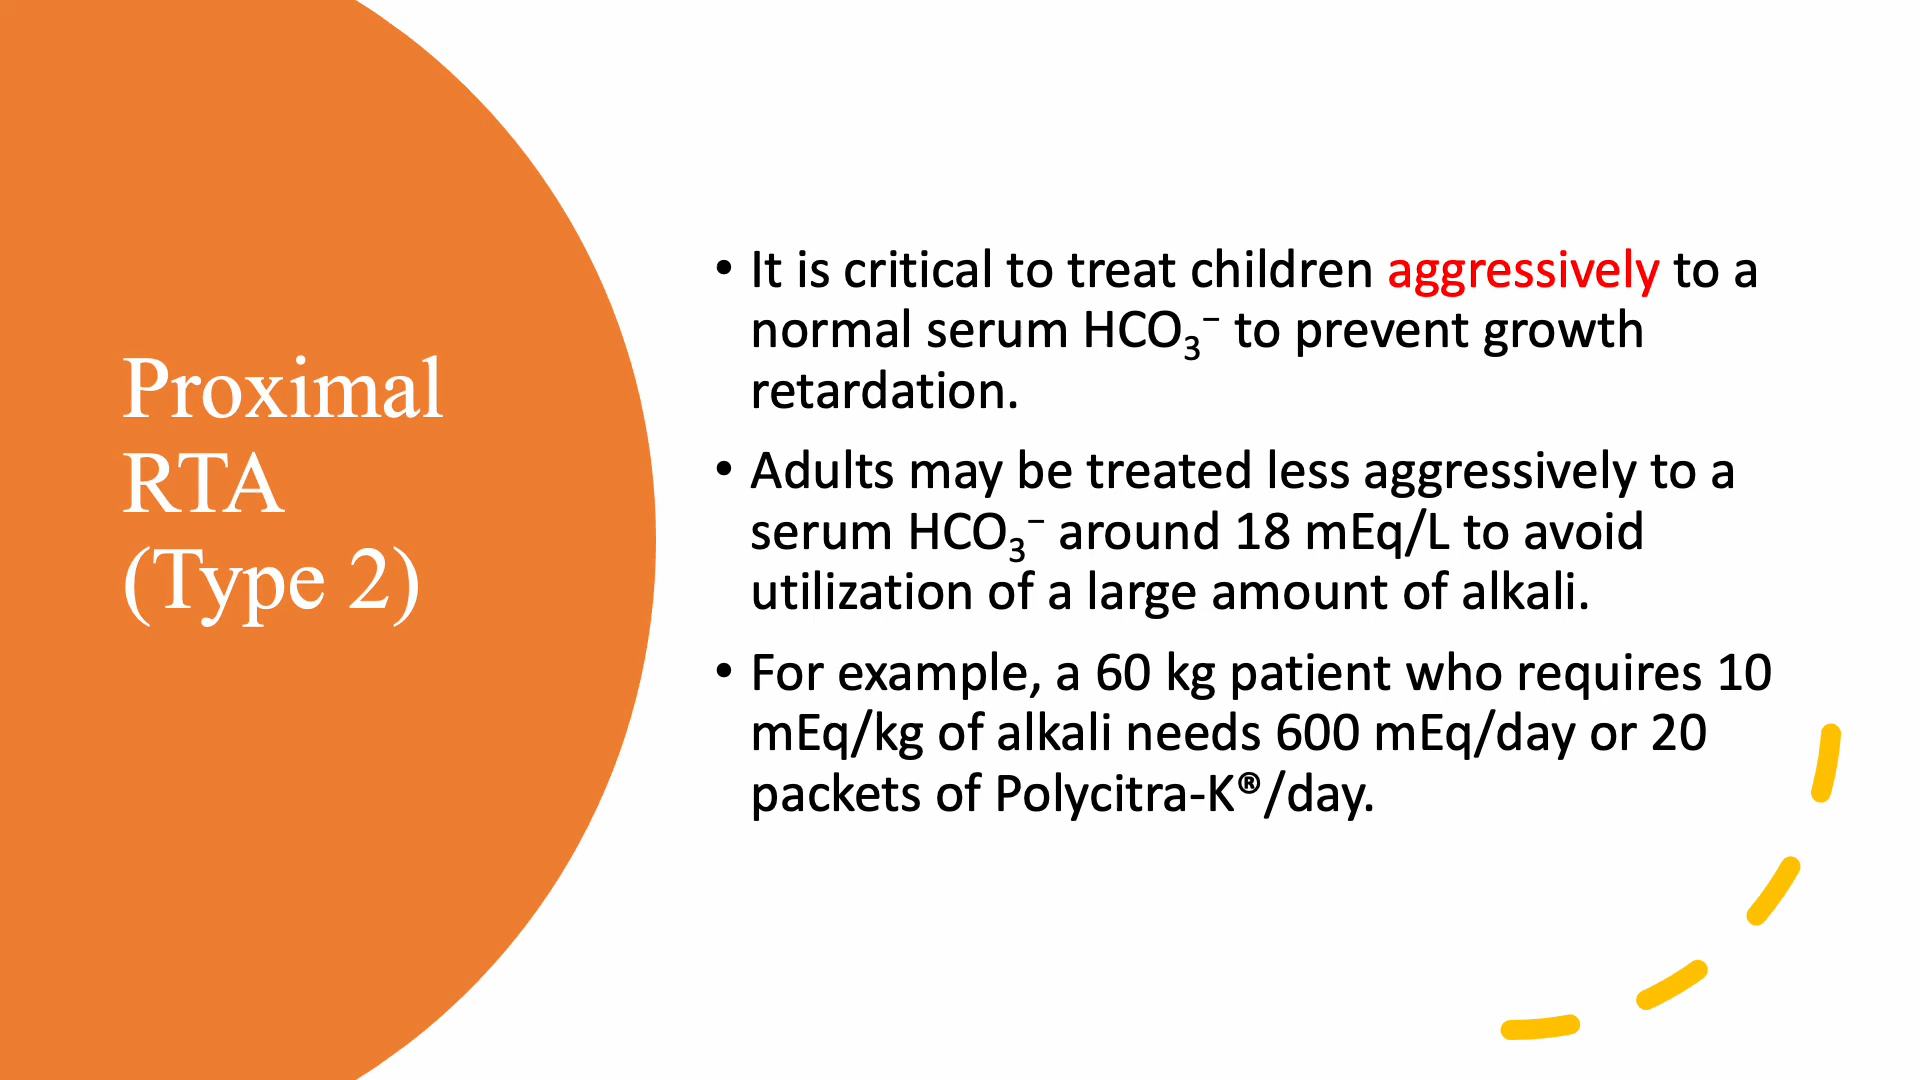 Proximal
RTA
(Type 2)
• It is critical to treat children aggressively to a
normal serum HCO₃⁻ to prevent growth
retardation.
• Adults may be treated less aggressively to a
serum HCO₃⁻ around 18 mEq/L to avoid
utilization of a large amount of alkali.
• For example, a 60 kg patient who requires 10
mEq/kg of alkali needs 600 mEq/day or 20
packets of Polycitra-K®/day.